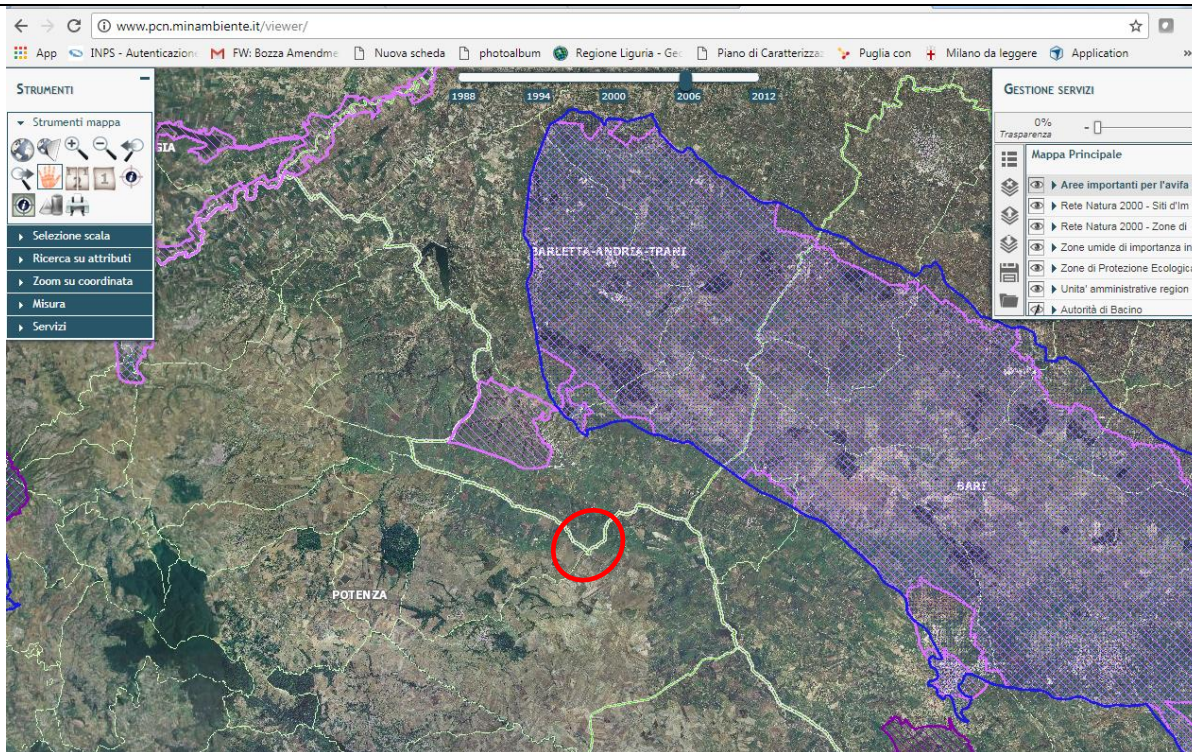 www.pcn.minambiente.it/viewer/
App INPS - Autenticazione FW: Bozza Amendme Nuova scheda photoalbum Regione Liguria - Geo Piano di Caratterizzaz Puglia con Milano da leggere Application »
STRUMENTI
Strumenti mappa
Selezione scala
Ricerca su attributi
Zoom su coordinata
Misura
Servizi
1988 1994 2000 2006 2012
GESTIONE SERVIZI
0%
Trasparenza
Mappa Principale
Aree importanti per l'avifa
Rete Natura 2000 - Siti d'Im
Rete Natura 2000 - Zone di
Zone umide di importanza in
Zone di Protezione Ecologica
Unita' amministrative region
Autorità di Bacino
GIA
BARLETTA-ANDRIA-TRANI
BARI
POTENZA